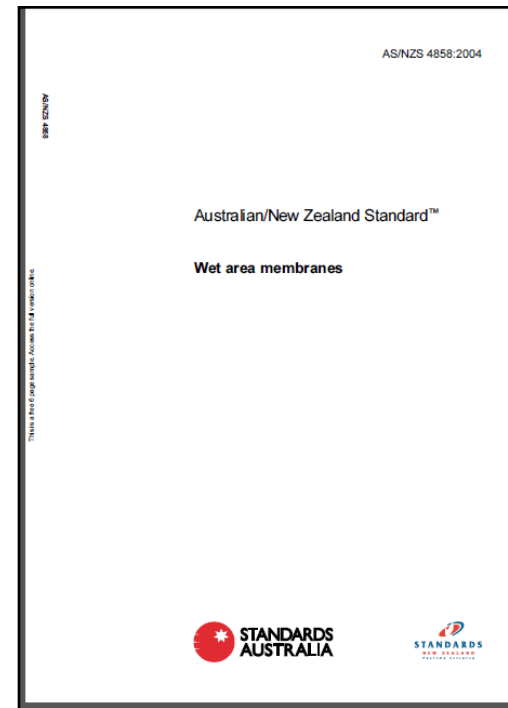 AS/NZS 4858:2004
AS/NZS 4858
Australian/New Zealand Standard™
Wet area membranes
This is a free 6 page sample. Access the full version online.
STANDARDS
AUSTRALIA
STANDARDS
NEW ZEALAND